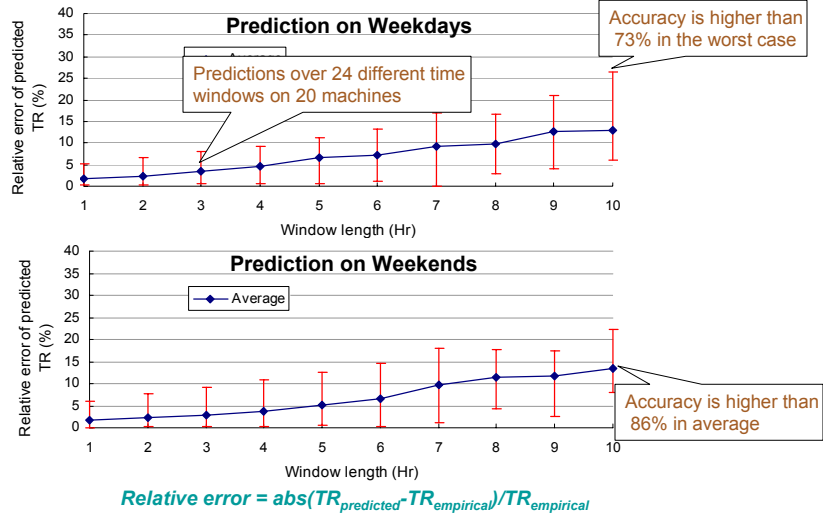 Prediction on Weekdays
Accuracy is higher than
73% in the worst case
Predictions over 24 different time
windows on 20 machines
Relative error of predicted
TR (%)
40
35
30
25
20
15
10
5
0
1 2 3 4 5 6 7 8 9 10
Window length (Hr)
Prediction on Weekends
Average
Relative error of predicted
TR (%)
40
35
30
25
20
15
10
5
0
1 2 3 4 5 6 7 8 9 10
Window length (Hr)
Accuracy is higher than
86% in average
Relative error = abs(TRpredicted-TRempirical)/TRempirical